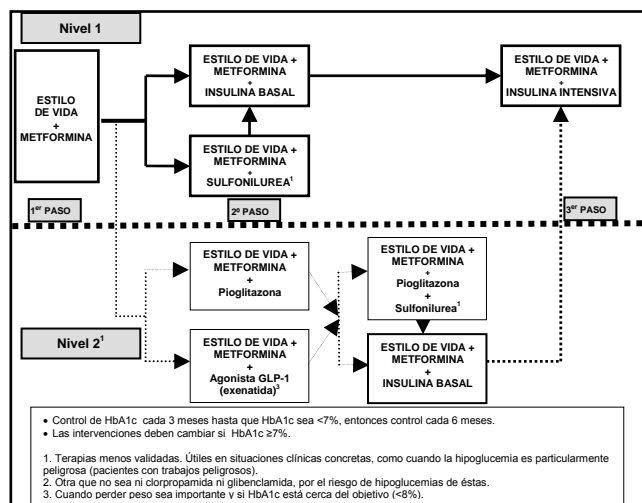 Nivel 1
ESTILO
DE VIDA
+
METFORMINA
ESTILO DE VIDA +
METFORMINA
+
INSULINA BASAL
ESTILO DE VIDA +
METFORMINA
+
INSULINA INTENSIVA
ESTILO DE VIDA +
METFORMINA
+
SULFONILUREA1
1er PASO
2º PASO
3er PASO
ESTILO DE VIDA +
METFORMINA
+
Pioglitazona
ESTILO DE VIDA +
METFORMINA
+
Pioglitazona
+
Sulfonilurea1
Nivel 21
ESTILO DE VIDA +
METFORMINA
+
Agonista GLP-1
(exenatida)3
ESTILO DE VIDA +
METFORMINA
+
INSULINA BASAL
• Control de HbA1c cada 3 meses hasta que HbA1c sea <7%, entonces control cada 6 meses.
• Las intervenciones deben cambiar si HbA1c ≥7%.
1. Terapias menos validadas. Útiles en situaciones clínicas concretas, como cuando la hipoglucemia es particularmente
peligrosa (pacientes con trabajos peligrosos).
2. Otra que no sea ni clorpropamida ni glibenclamida, por el riesgo de hipoglucemias de éstas.
3. Cuando perder peso sea importante y si HbA1c está cerca del objetivo (<8%).